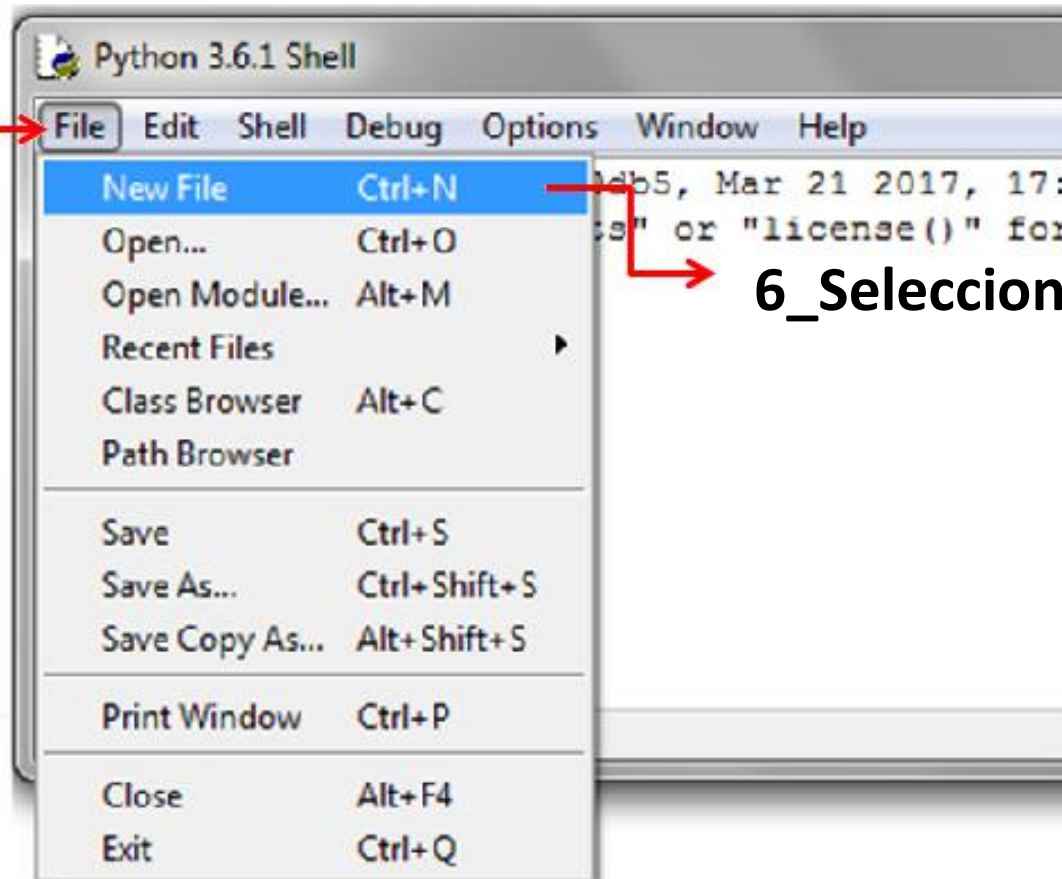 Python 3.6.1 Shell
File Edit Shell Debug Options Window Help
New File Ctrl+N
db5, Mar 21 2017, 17:
Open... Ctrl+O
s" or "license()" for
Open Module... Alt+M
6_Seleccion
Recent Files
Class Browser Alt+C
Path Browser
Save Ctrl+S
Save As... Ctrl+Shift+S
Save Copy As... Alt+Shift+S
Print Window Ctrl+P
Close Alt+F4
Exit Ctrl+Q